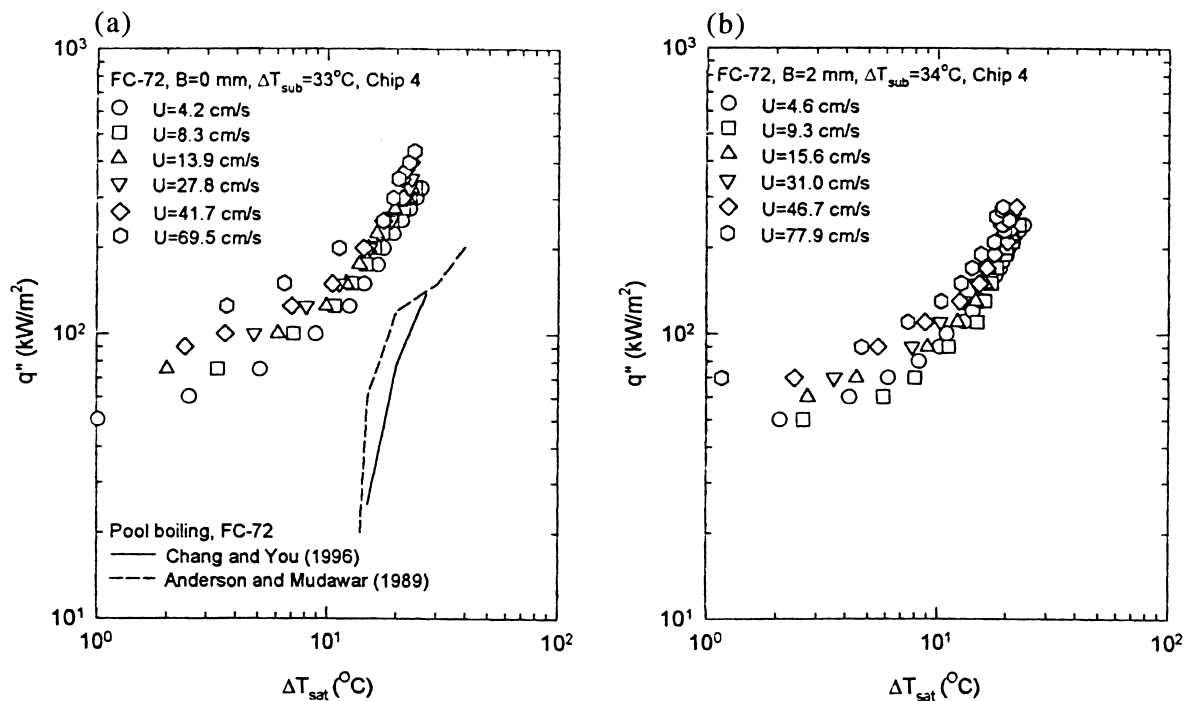 (a)
10³
FC-72, B=0 mm, ΔT_sub=33°C, Chip 4
U=4.2 cm/s
U=8.3 cm/s
U=13.9 cm/s
U=27.8 cm/s
U=41.7 cm/s
U=69.5 cm/s
q" (kW/m²)
10²
Pool boiling, FC-72
Chang and You (1996)
Anderson and Mudawar (1989)
10¹
10⁰ 10¹ 10²
ΔT_sat (°C)
(b)
10³
FC-72, B=2 mm, ΔT_sub=34°C, Chip 4
U=4.6 cm/s
U=9.3 cm/s
U=15.6 cm/s
U=31.0 cm/s
U=46.7 cm/s
U=77.9 cm/s
q" (kW/m²)
10²
10¹
10⁰ 10¹ 10²
ΔT_sat (°C)